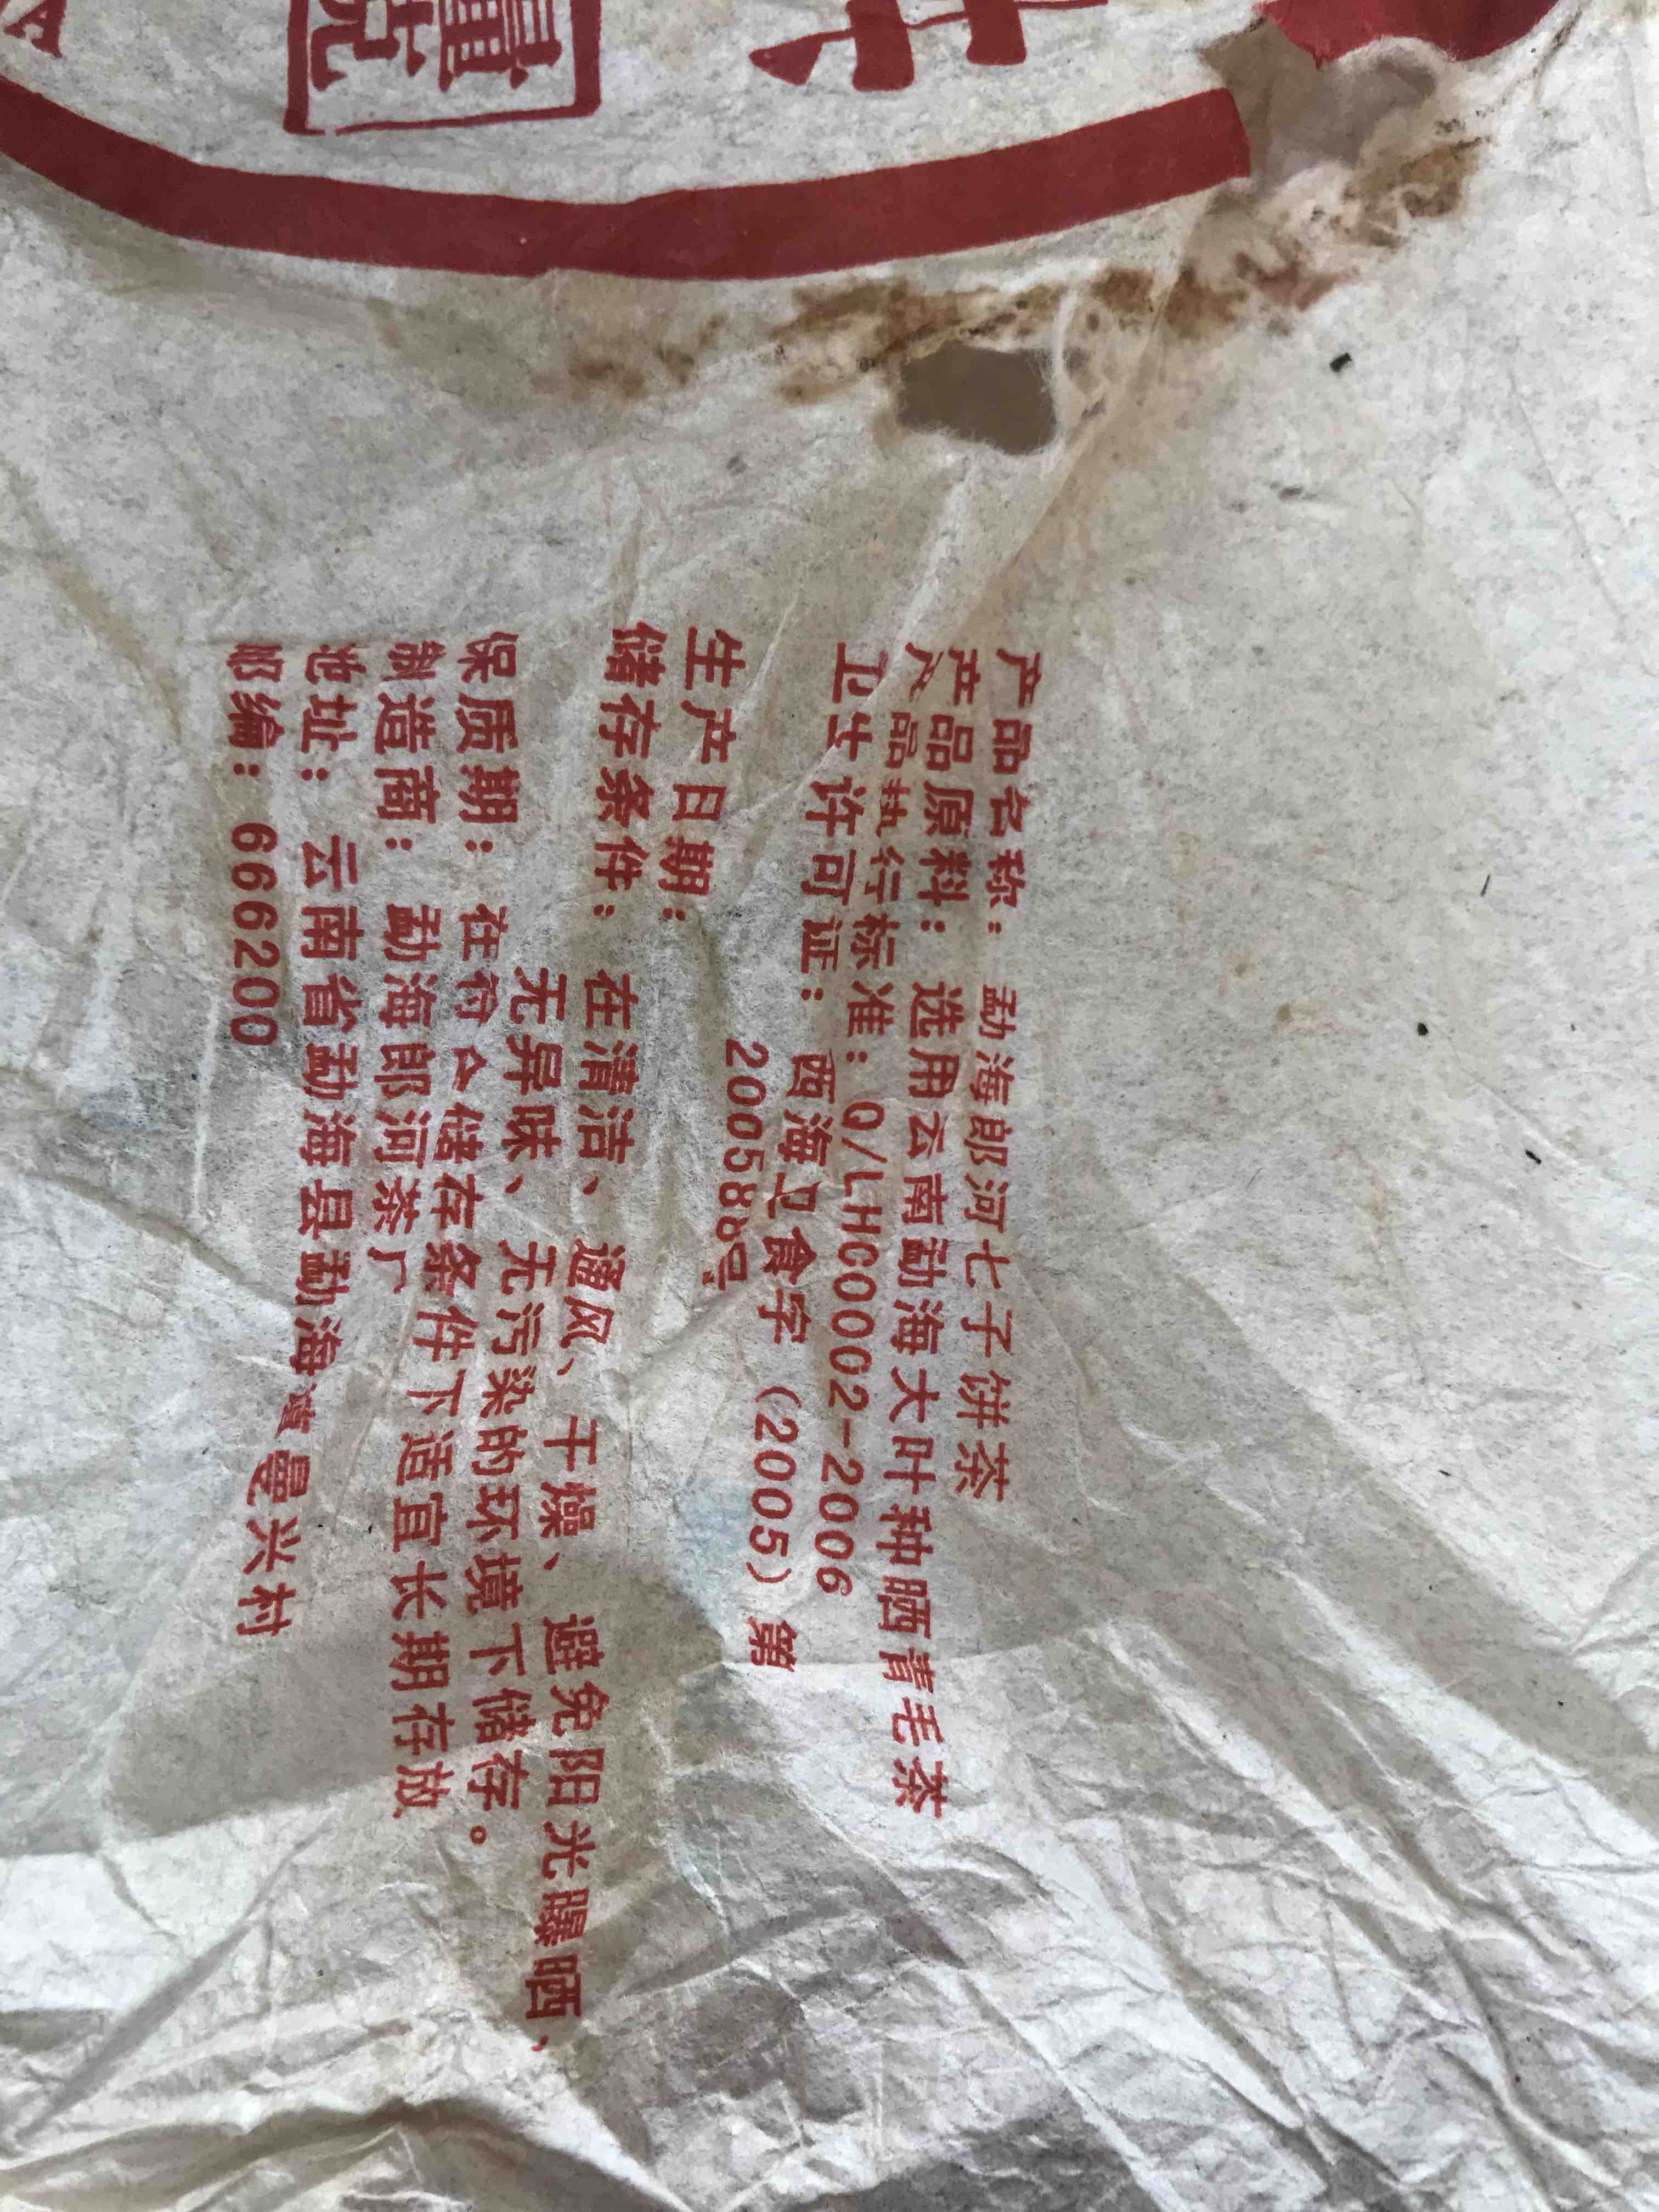 产品名称：勐海郎河七子饼茶
产品原料：选用云南勐海大叶种晒青毛茶
产品执行标准：Q/LHC0002-2006
卫生许可证：西海卫食字（2005）第
200588号
生产日期：
储存条件：在清洁、通风、干燥、避免阳光曝晒、
无异味、无污染的环境下储存。
保质期：在符合储存条件下适宜长期存放
制造商：勐海郎河茶厂
地址：云南省勐海县勐海镇曼兴村
邮编：666200